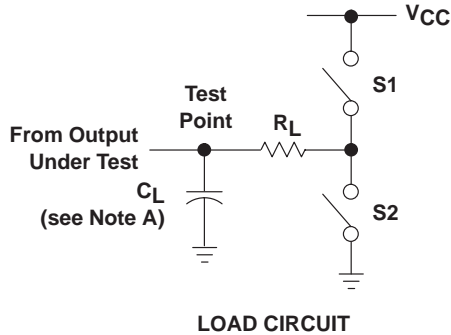 VCC
S1
Test
Point
RL
From Output
Under Test
CL
(see Note A)
S2
LOAD CIRCUIT